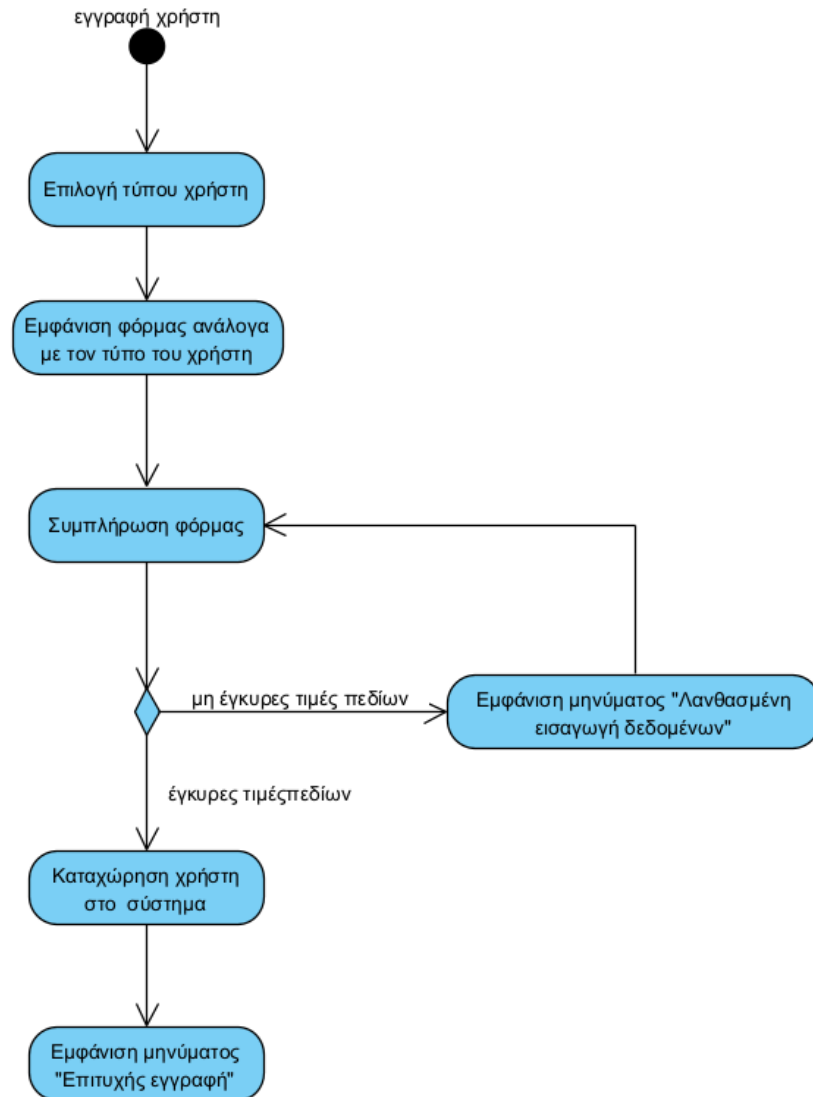 εγγραφή χρήστη
Επιλογή τύπου χρήστη
Εμφάνιση φόρμας ανάλογα
με τον τύπο του χρήστη
Συμπλήρωση φόρμας
μη έγκυρες τιμές πεδίων
Εμφάνιση μηνύματος "Λανθασμένη
εισαγωγή δεδομένων"
έγκυρες τιμέςπεδίων
Καταχώρηση χρήστη
στο σύστημα
Εμφάνιση μηνύματος
"Επιτυχής εγγραφή"